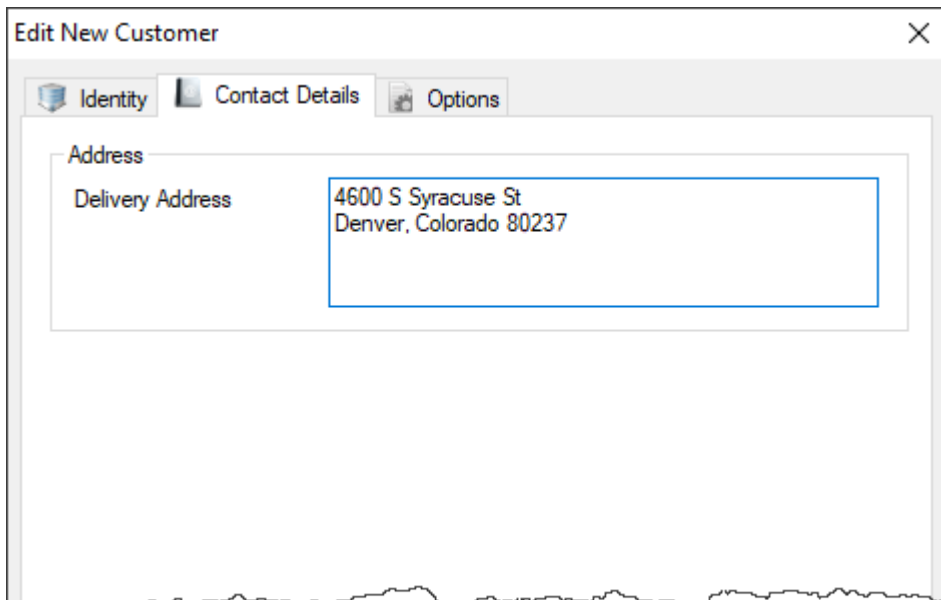 Edit New Customer
Identity
Contact Details
Options
Address
Delivery Address
4600 S Syracuse St
Denver, Colorado 80237